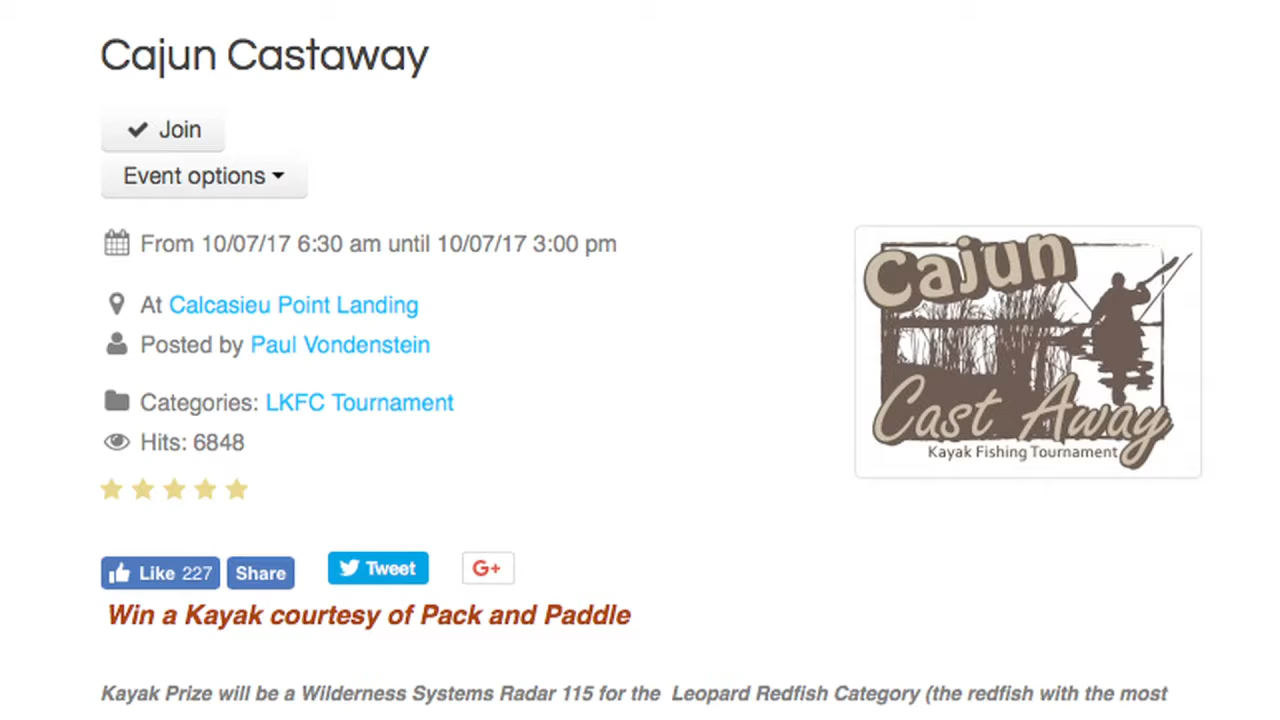 Cajun Castaway
Join
Event options
From 10/07/17 6:30 am until 10/07/17 3:00 pm
At Calcasieu Point Landing
Posted by Paul Vondenstein
Categories: LKFC Tournament
Hits: 6848
Cajun
Cast Away
Kayak Fishing Tournament
Like 227 Share Tweet G+
Win a Kayak courtesy of Pack and Paddle
Kayak Prize will be a Wilderness Systems Radar 115 for the Leopard Redfish Category (the redfish with the most